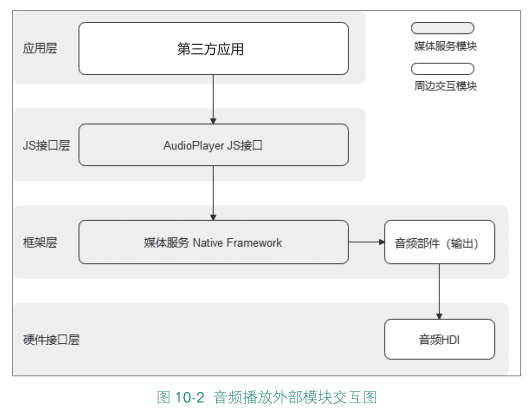 应用层
第三方应用
媒体服务模块
周边交互模块
JS接口层
AudioPlayer JS接口
框架层
媒体服务 Native Framework
音频部件（输出）
硬件接口层
音频HDI
图 10-2 音频播放外部模块交互图